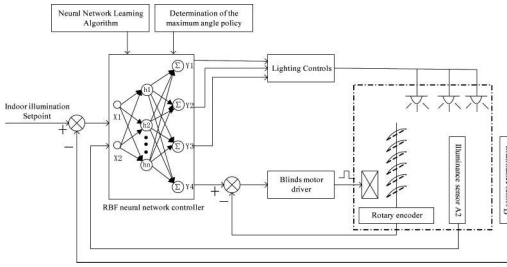 Neural Network Learning
Algorithm
Determination of the
maximum angle policy
Σ Y1
h1
Lighting Controls
Indoor illumination
Setpoint
X1
Σ Y2
+
−
h2
X2
Σ Y3
hn
Σ Y4
+
−
Blinds motor
driver
RBF neural network controller
Rotary encoder
Illuminance sensor A2